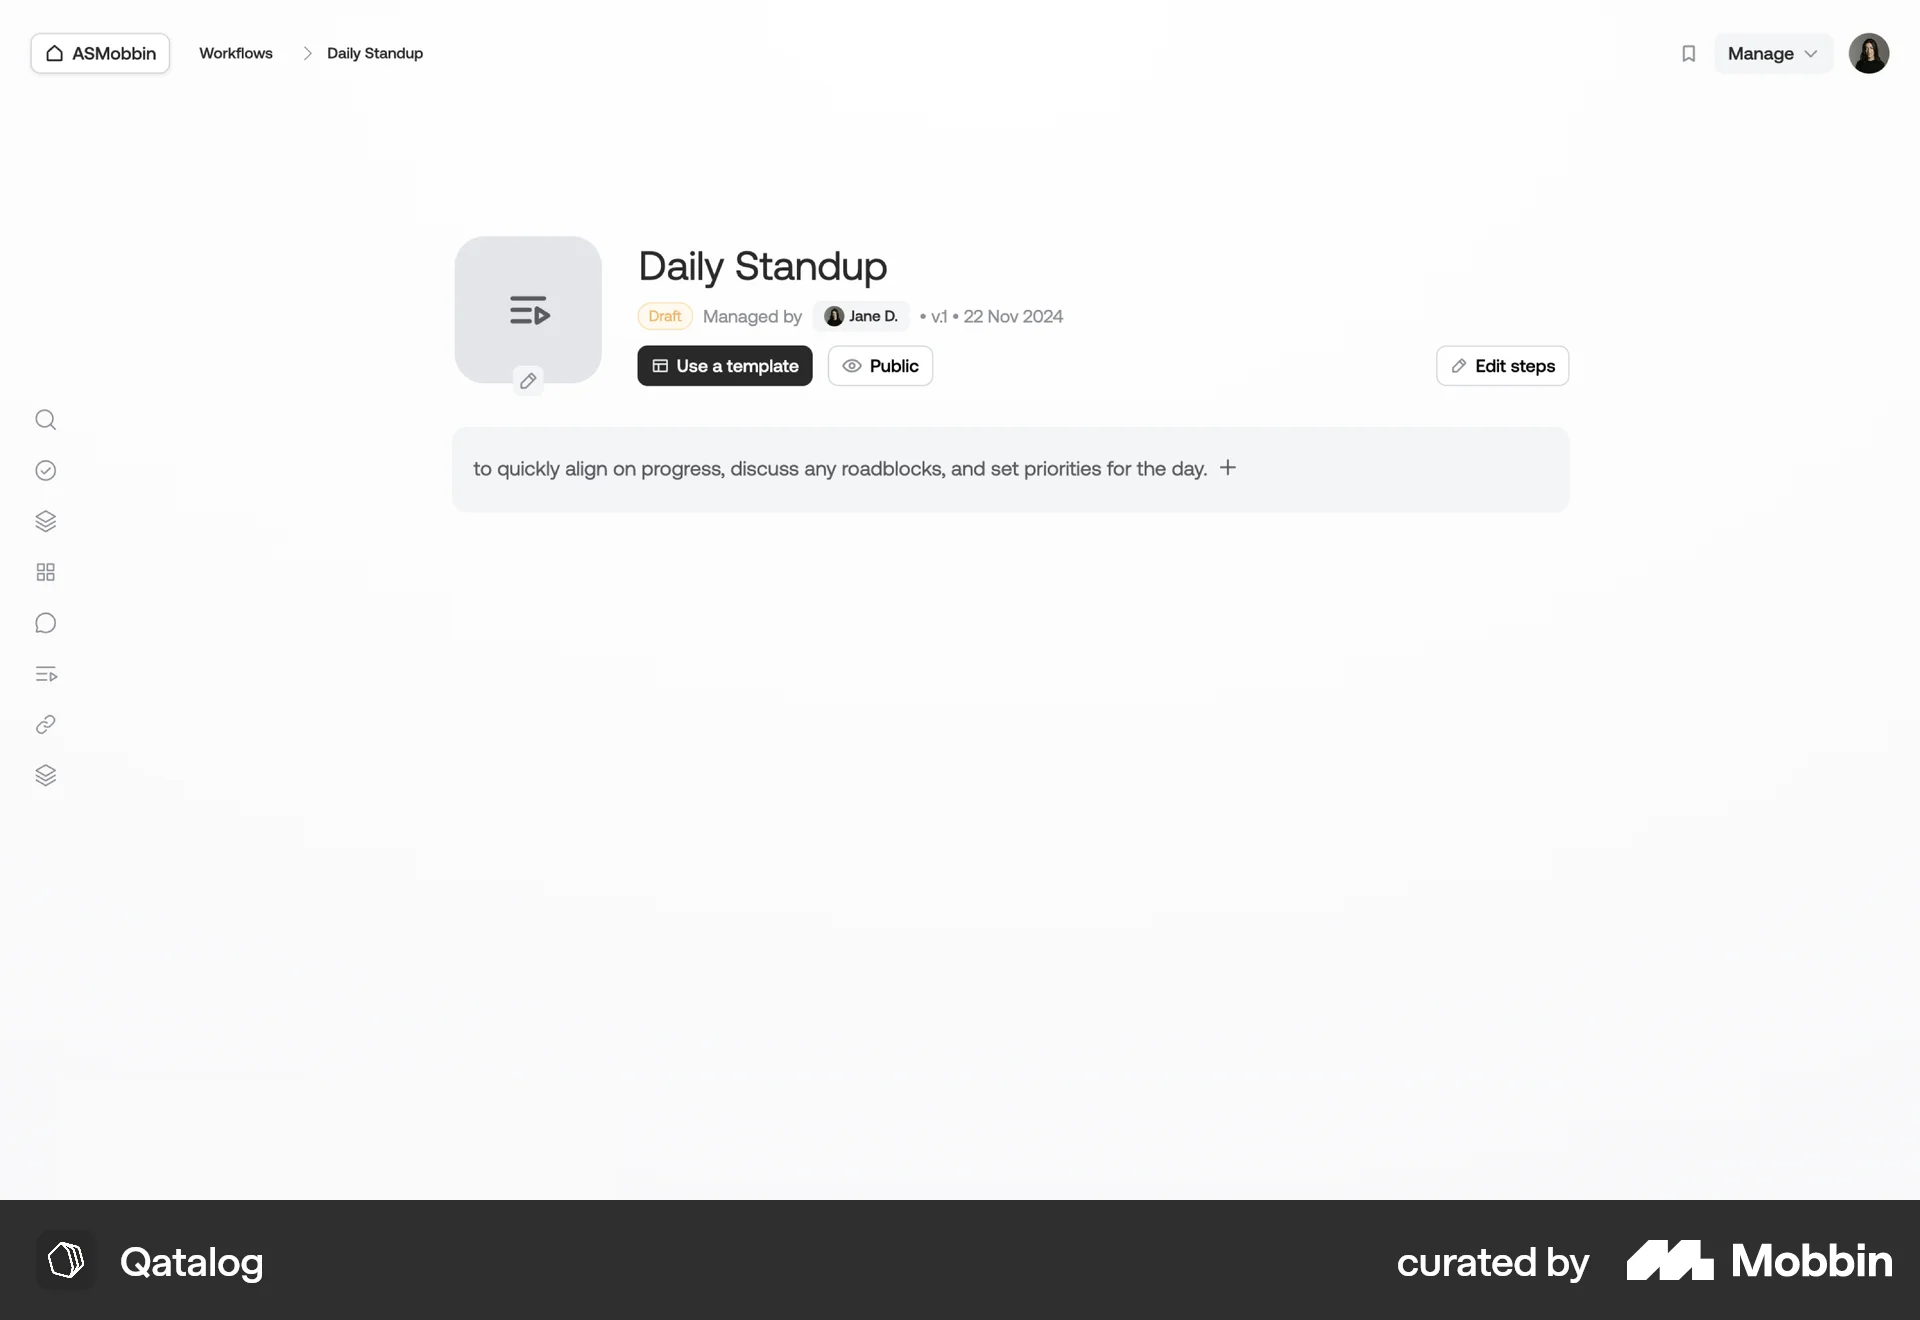 ASMobbin
Workflows
Daily Standup
Manage
Daily Standup
Draft
Managed by
Jane D.
• v.1 • 22 Nov 2024
Use a template
Public
Edit steps
to quickly align on progress, discuss any roadblocks, and set priorities for the day.
Qatalog
curated by
Mobbin